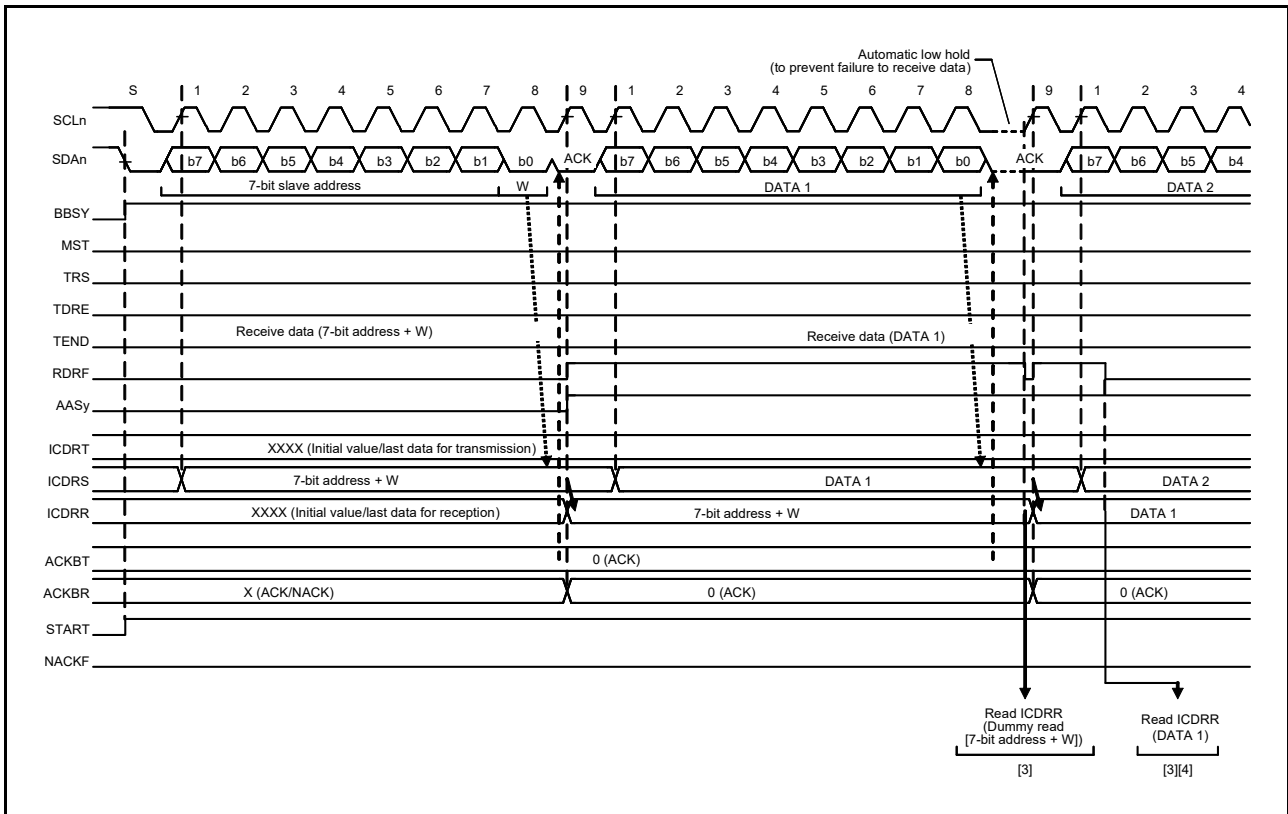 Automatic low hold
(to prevent failure to receive data)
S 1 2 3 4 5 6 7 8 9 1 2 3 4 5 6 7 8 9 1 2 3 4
SCLn
SDAn b7 b6 b5 b4 b3 b2 b1 b0 ACK b7 b6 b5 b4 b3 b2 b1 b0 ACK b7 b6 b5 b4
7-bit slave address W DATA 1 DATA 2
BBSY
MST
TRS
TDRE
Receive data (7-bit address + W) Receive data (DATA 1)
TEND
RDRF
AASy
ICDRT XXXX (Initial value/last data for transmission)
ICDRS 7-bit address + W DATA 1 DATA 2
ICDRR XXXX (Initial value/last data for reception) 7-bit address + W DATA 1
ACKBT 0 (ACK)
ACKBR X (ACK/NACK) 0 (ACK) 0 (ACK)
START
NACKF
Read ICDRR
(Dummy read
[7-bit address + W])
[3]
Read ICDRR
(DATA 1)
[3][4]